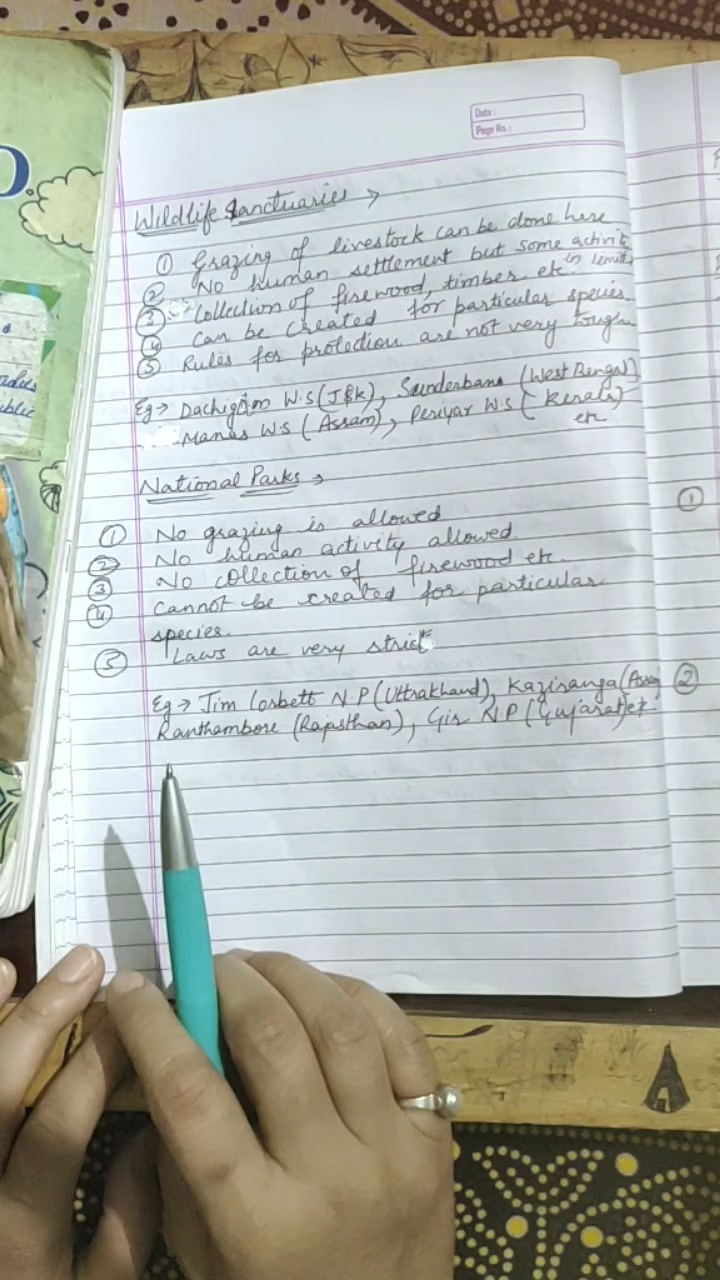 O.
Date :
Page No. :
Wildlife Sanctuaries →
① Grazing of livestock can be done here
② No human settlement but some activity in limits
③ Collection of firewood, timber etc
④ Can be created for particular species.
⑤ Rules for protection are not very tough
Eg → Dachigam W.S (J&K), Sunderbans (West Bengal)
Manas W.S (Assam), Periyar W.S (Kerala)
etc
National Parks →
① No grazing is allowed
② No human activity allowed.
③ No collection of firewood etc.
④ Cannot be created for particular
species.
⑤ Laws are very strict
Eg → Jim Corbett N.P (Uttrakhand), Kaziranga (Assam
Ranthambore (Rajasthan), Gir N.P (Gujarat) etc
①
②